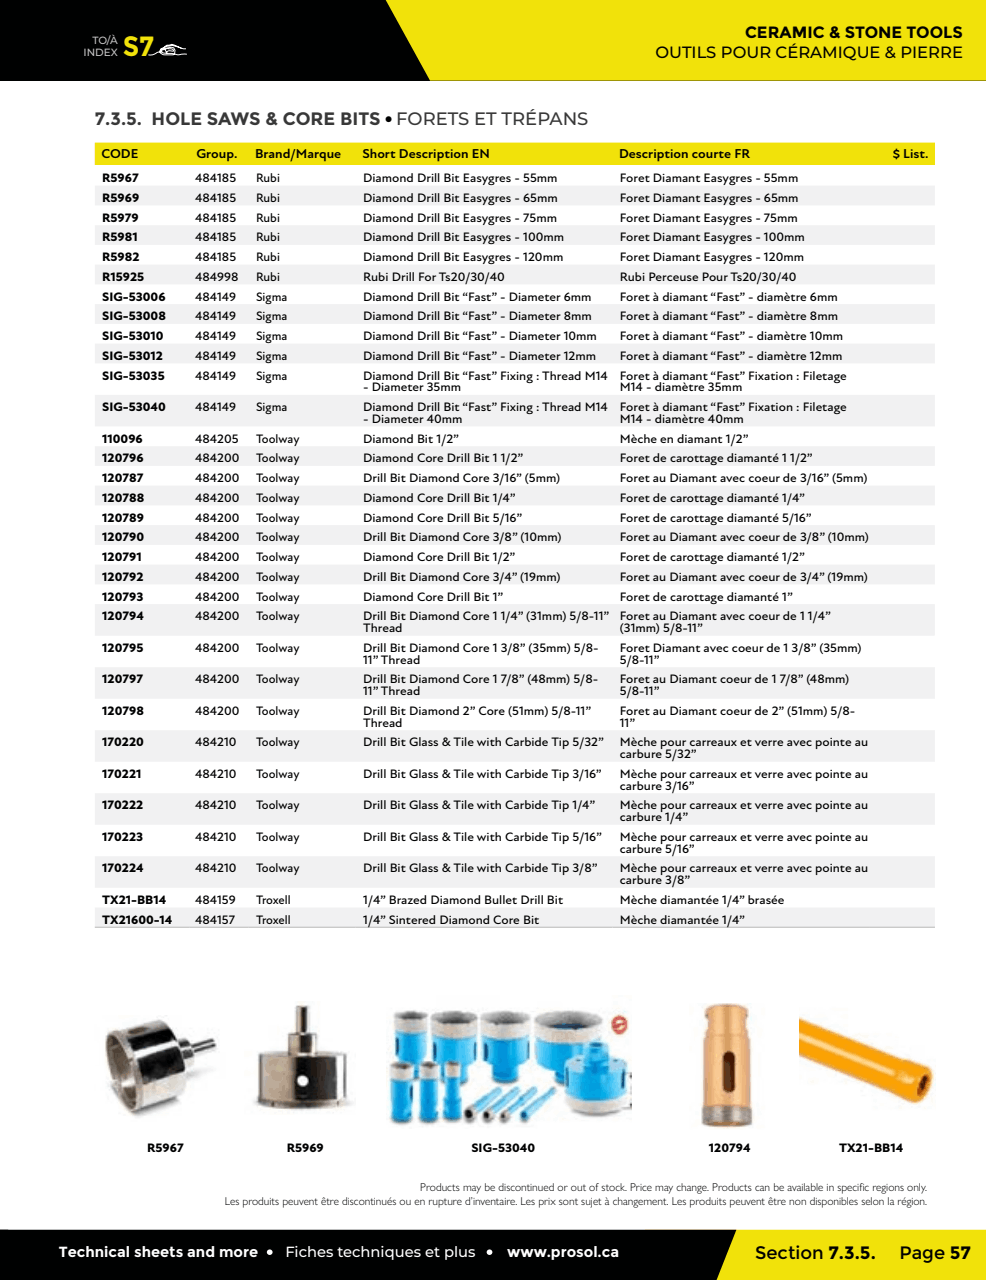 TO/À
INDEX S7
CERAMIC & STONE TOOLS
OUTILS POUR CÉRAMIQUE & PIERRE
7.3.5. HOLE SAWS & CORE BITS • FORETS ET TRÉPANS
CODE Group. Brand/Marque Short Description EN Description courte FR $ List.
R5967 484185 Rubi Diamond Drill Bit Easygres - 55mm Foret Diamant Easygres - 55mm
R5969 484185 Rubi Diamond Drill Bit Easygres - 65mm Foret Diamant Easygres - 65mm
R5979 484185 Rubi Diamond Drill Bit Easygres - 75mm Foret Diamant Easygres - 75mm
R5981 484185 Rubi Diamond Drill Bit Easygres - 100mm Foret Diamant Easygres - 100mm
R5982 484185 Rubi Diamond Drill Bit Easygres - 120mm Foret Diamant Easygres - 120mm
R15925 484998 Rubi Rubi Drill For Ts20/30/40 Rubi Perceuse Pour Ts20/30/40
SIG-53006 484149 Sigma Diamond Drill Bit “Fast” - Diameter 6mm Foret à diamant “Fast” - diamètre 6mm
SIG-53008 484149 Sigma Diamond Drill Bit “Fast” - Diameter 8mm Foret à diamant “Fast” - diamètre 8mm
SIG-53010 484149 Sigma Diamond Drill Bit “Fast” - Diameter 10mm Foret à diamant “Fast” - diamètre 10mm
SIG-53012 484149 Sigma Diamond Drill Bit “Fast” - Diameter 12mm Foret à diamant “Fast” - diamètre 12mm
SIG-53035 484149 Sigma Diamond Drill Bit “Fast” Fixing : Thread M14 Foret à diamant “Fast” Fixation : Filetage
- Diameter 35mm M14 - diamètre 35mm
SIG-53040 484149 Sigma Diamond Drill Bit “Fast” Fixing : Thread M14 Foret à diamant “Fast” Fixation : Filetage
- Diameter 40mm M14 - diamètre 40mm
110096 484205 Toolway Diamond Bit 1/2” Mèche en diamant 1/2”
120796 484200 Toolway Diamond Core Drill Bit 1 1/2” Foret de carottage diamanté 1 1/2”
120787 484200 Toolway Drill Bit Diamond Core 3/16” (5mm) Foret au Diamant avec coeur de 3/16” (5mm)
120788 484200 Toolway Diamond Core Drill Bit 1/4” Foret de carottage diamanté 1/4”
120789 484200 Toolway Diamond Core Drill Bit 5/16” Foret de carottage diamanté 5/16”
120790 484200 Toolway Drill Bit Diamond Core 3/8” (10mm) Foret au Diamant avec coeur de 3/8” (10mm)
120791 484200 Toolway Diamond Core Drill Bit 1/2” Foret de carottage diamanté 1/2”
120792 484200 Toolway Drill Bit Diamond Core 3/4” (19mm) Foret au Diamant avec coeur de 3/4” (19mm)
120793 484200 Toolway Diamond Core Drill Bit 1” Foret de carottage diamanté 1”
120794 484200 Toolway Drill Bit Diamond Core 1 1/4” (31mm) 5/8-11” Foret au Diamant avec coeur de 1 1/4”
Thread (31mm) 5/8-11”
120795 484200 Toolway Drill Bit Diamond Core 1 3/8” (35mm) 5/8- Foret Diamant avec coeur de 1 3/8” (35mm)
11” Thread 5/8-11”
120797 484200 Toolway Drill Bit Diamond Core 1 7/8” (48mm) 5/8- Foret au Diamant coeur de 1 7/8” (48mm)
11” Thread 5/8-11”
120798 484200 Toolway Drill Bit Diamond 2” Core (51mm) 5/8-11” Foret au Diamant coeur de 2” (51mm) 5/8-
Thread 11”
170220 484210 Toolway Drill Bit Glass & Tile with Carbide Tip 5/32” Mèche pour carreaux et verre avec pointe au
carbure 5/32”
170221 484210 Toolway Drill Bit Glass & Tile with Carbide Tip 3/16” Mèche pour carreaux et verre avec pointe au
carbure 3/16”
170222 484210 Toolway Drill Bit Glass & Tile with Carbide Tip 1/4” Mèche pour carreaux et verre avec pointe au
carbure 1/4”
170223 484210 Toolway Drill Bit Glass & Tile with Carbide Tip 5/16” Mèche pour carreaux et verre avec pointe au
carbure 5/16”
170224 484210 Toolway Drill Bit Glass & Tile with Carbide Tip 3/8” Mèche pour carreaux et verre avec pointe au
carbure 3/8”
TX21-BB14 484159 Troxell 1/4” Brazed Diamond Bullet Drill Bit Mèche diamantée 1/4” brasée
TX21600-14 484157 Troxell 1/4” Sintered Diamond Core Bit Mèche diamantée 1/4”
R5967 R5969 SIG-53040 120794 TX21-BB14
Products may be discontinued or out of stock. Price may change. Products can be available in specific regions only.
Les produits peuvent être discontinués ou en rupture d’inventaire. Les prix sont sujet à changement. Les produits peuvent être non disponibles selon la région.
Technical sheets and more • Fiches techniques et plus • www.prosol.ca
Section 7.3.5. Page 57